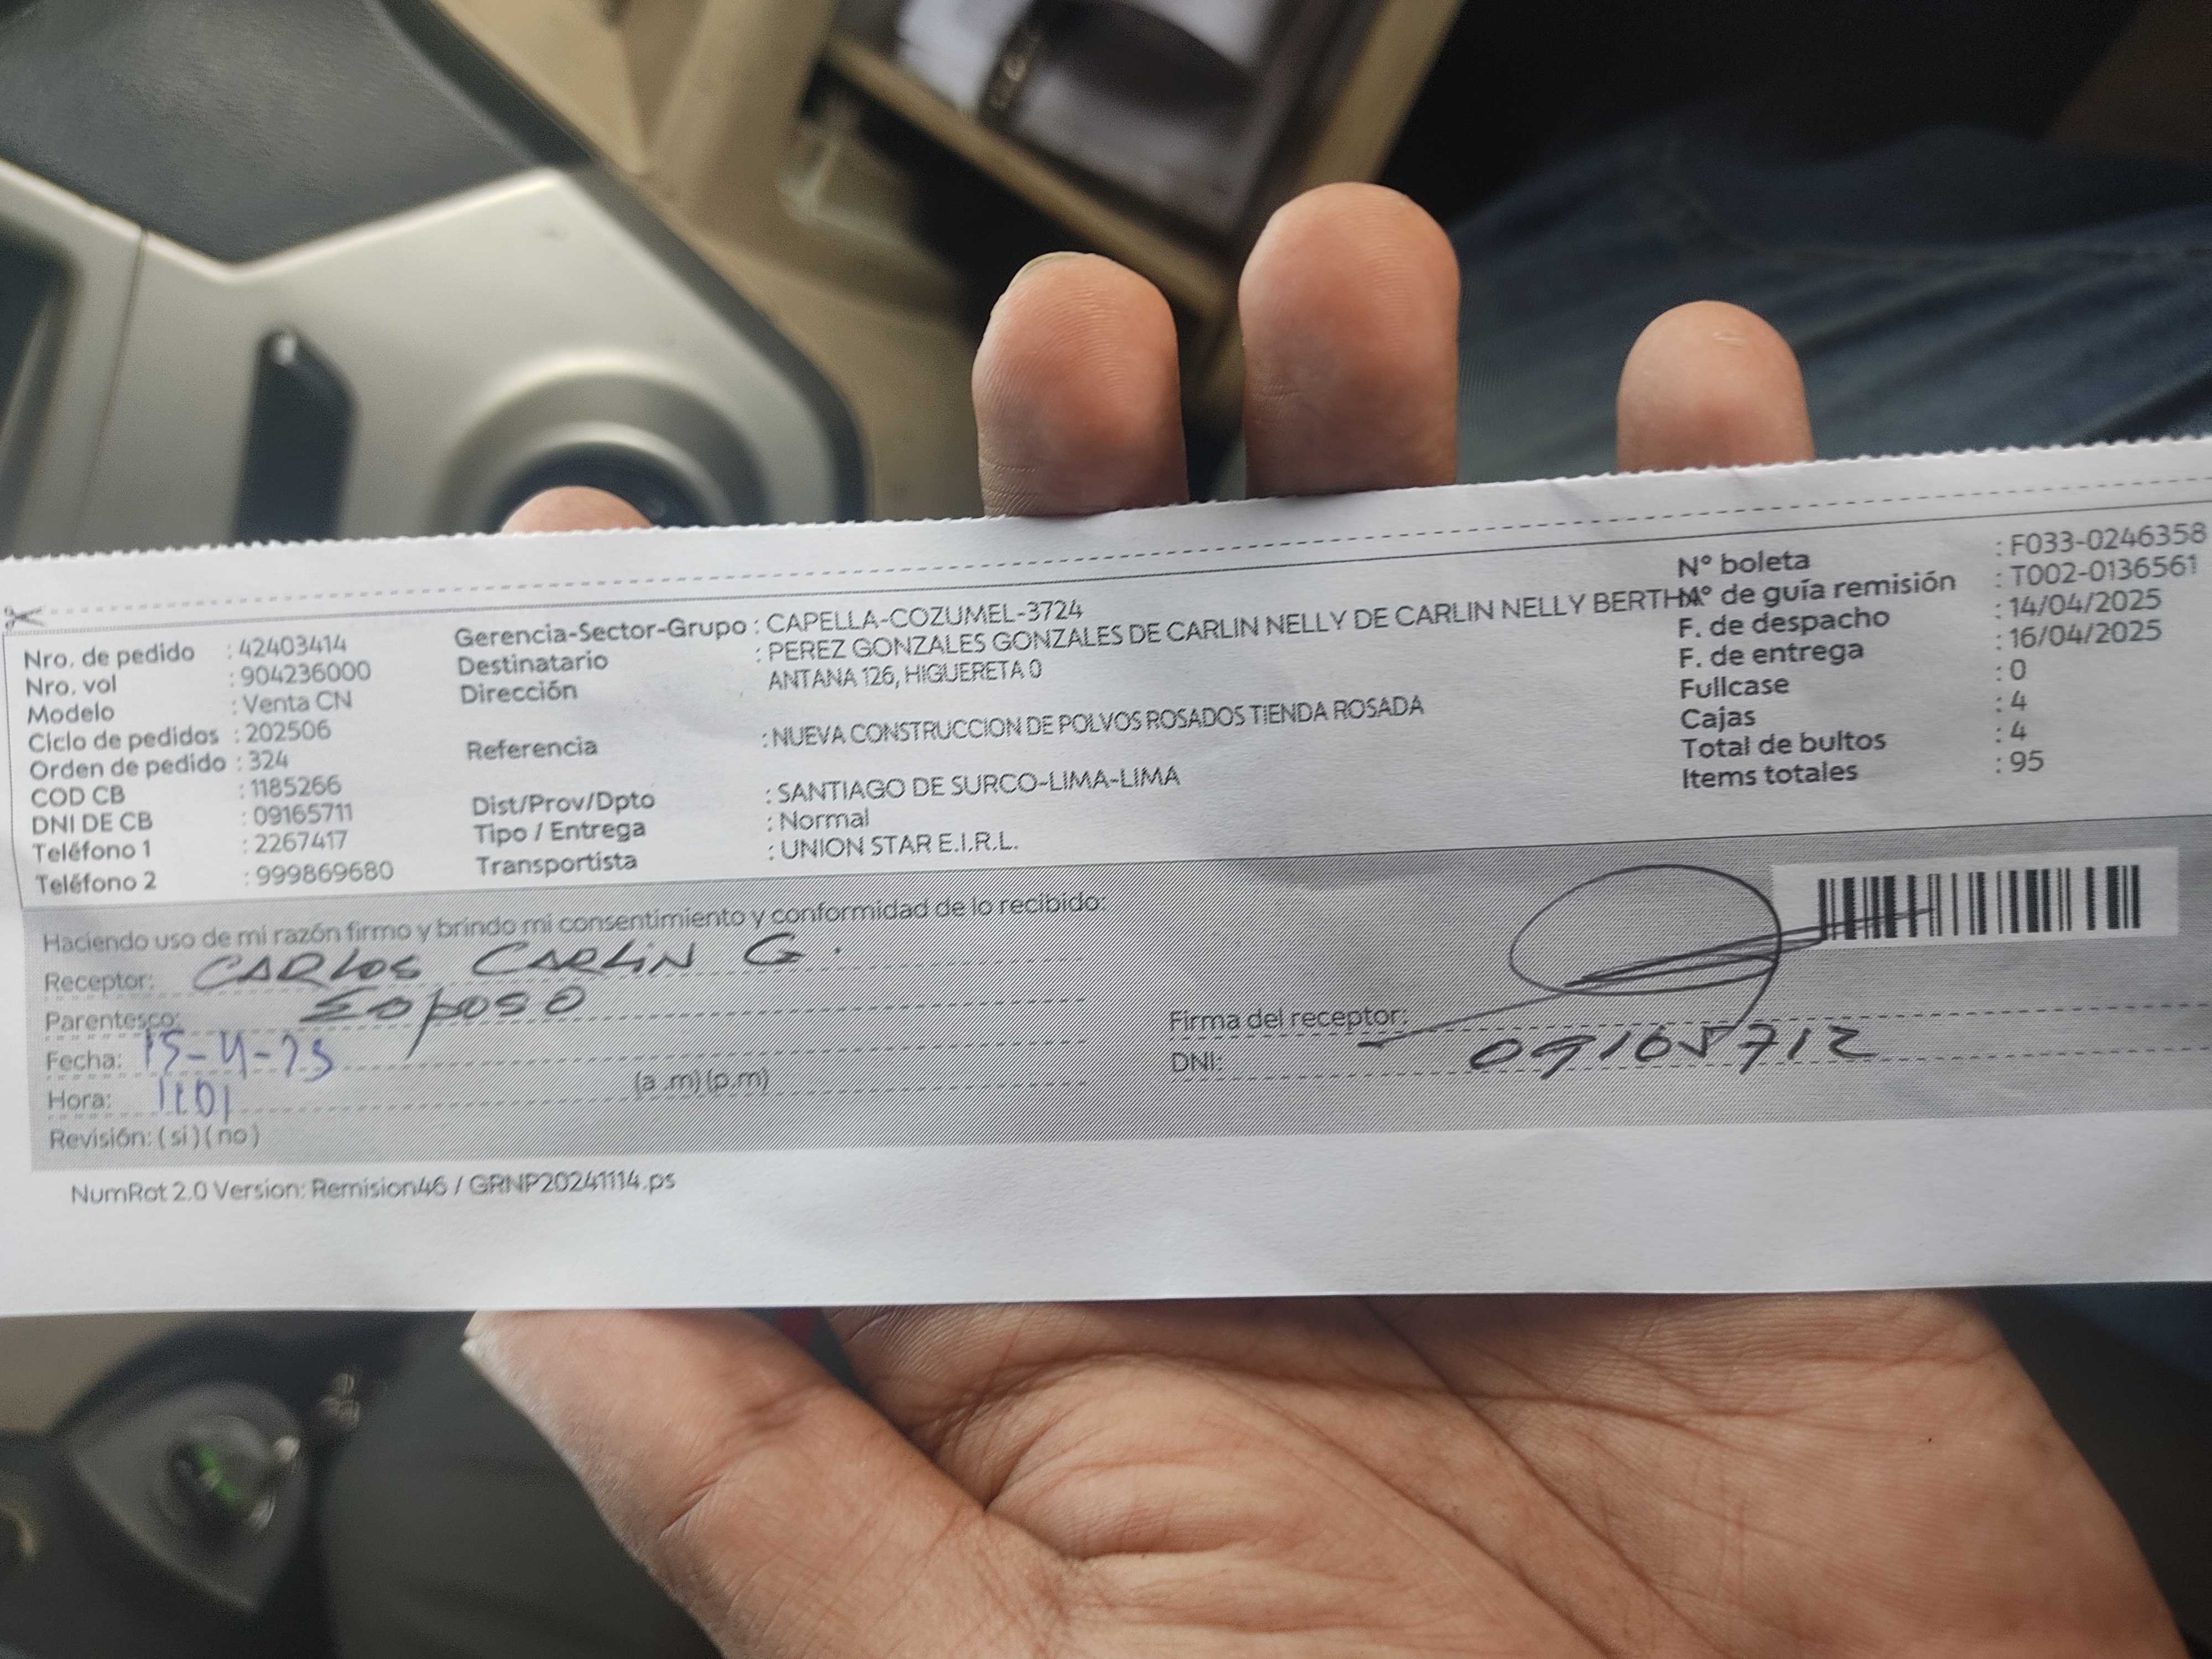 Nro. de pedido : 42403414
Nro. vol : 904236000
Modelo : Venta CN
Ciclo de pedidos : 202506
Orden de pedido : 324
COD CB : 1185266
DNI DE CB : 09165711
Teléfono 1 : 2267417
Teléfono 2 : 999869680
Gerencia-Sector-Grupo : CAPELLA-COZUMEL-3724
Destinatario : PEREZ GONZALES GONZALES DE CARLIN NELLY DE CARLIN NELLY BERTHA
Dirección ANTANA 126, HIGUERETA 0
Referencia : NUEVA CONSTRUCCION DE POLVOS ROSADOS TIENDA ROSADA
Dist/Prov/Dpto : SANTIAGO DE SURCO-LIMA-LIMA
Tipo / Entrega : Normal
Transportista : UNION STAR E.I.R.L.
N° boleta : F033-0246358
N° de guía remisión : T002-0136561
F. de despacho : 14/04/2025
F. de entrega : 16/04/2025
Fullcase : 0
Cajas : 4
Total de bultos : 4
Items totales : 95
Haciendo uso de mi razón firmo y brindo mi consentimiento y conformidad de lo recibido:
Receptor: CARLOS CARLIN G.
Parentesco: Esposo
Fecha: 15-4-25
Hora: 11:01 (a .m) (p.m)
Revisión: ( si ) ( no )
Firma del receptor:
DNI: 09165712
NumRot 2.0 Version: Remision46 / GRNP20241114.ps